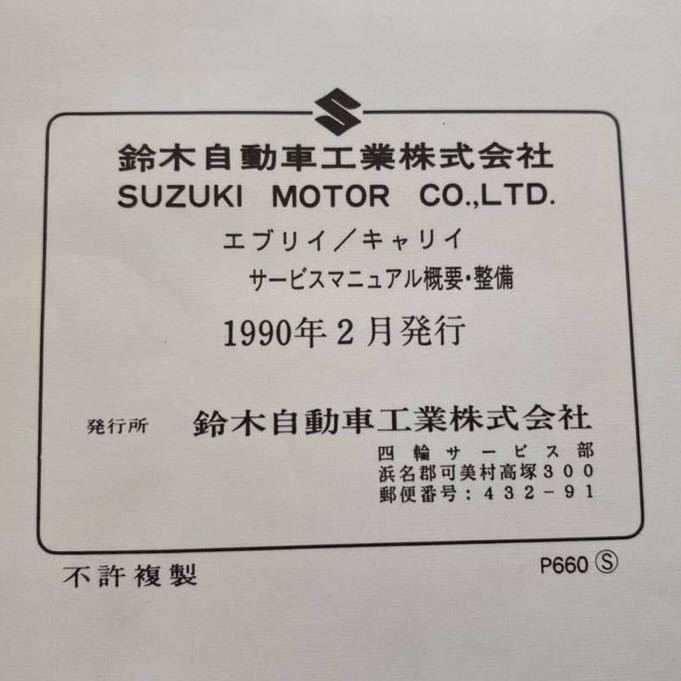 鈴木自動車工業株式会社
SUZUKI MOTOR CO.,LTD.
エブリイ/キャリイ
サービスマニュアル概要・整備
1990年2月発行
発行所 鈴木自動車工業株式会社
四輪サービス部
浜名郡可美村高塚300
郵便番号:432-91
不許複製
P660 Ⓢ